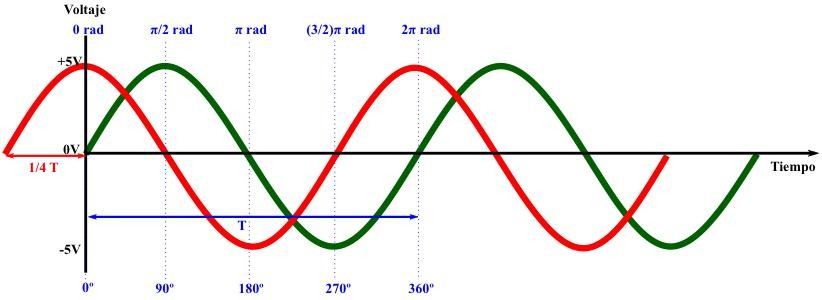 Voltaje
0 rad π/2 rad π rad (3/2)π rad 2π rad
+5V
0V
1/4 T
Tiempo
T
-5V
0º 90º 180º 270º 360º